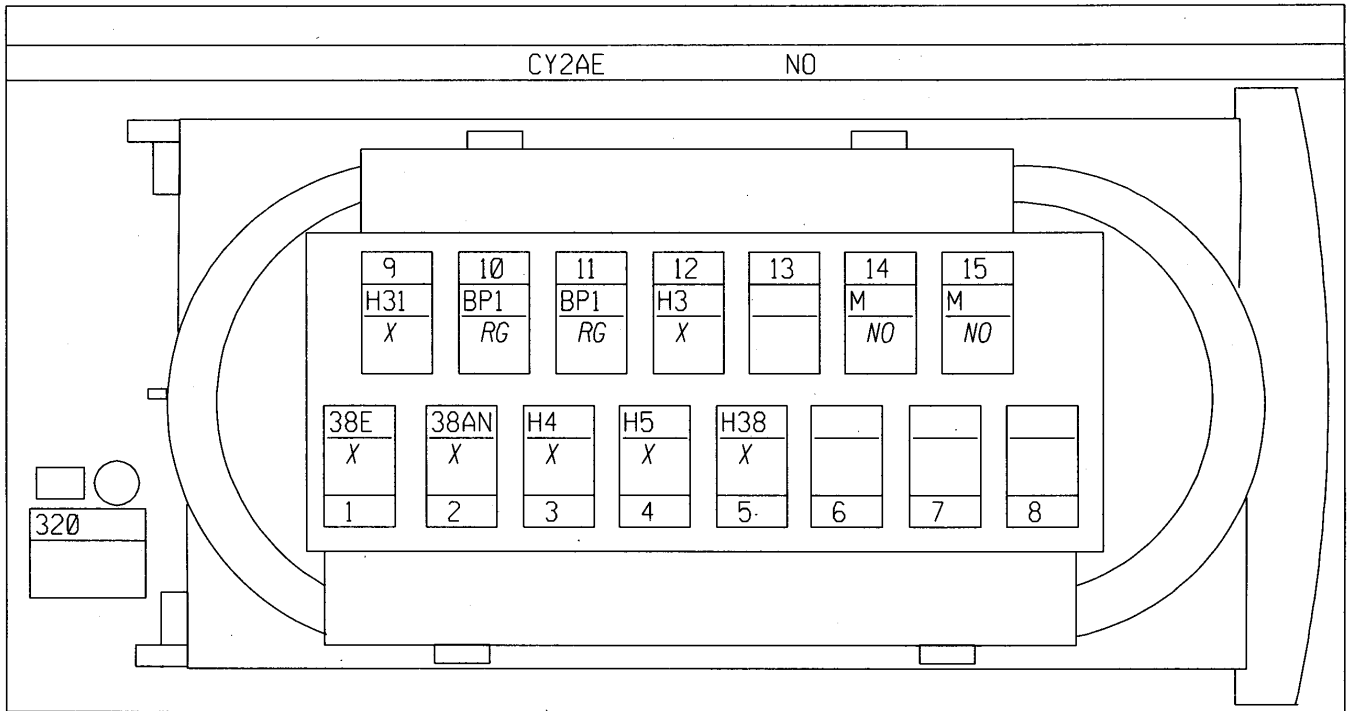 CY2AE NO
9 10 11 12 13 14 15
H31 BP1 BP1 H3 M M
X RG RG X NO NO
38E 38AN H4 H5 H38
X X X X X
1 2 3 4 5 6 7 8
320